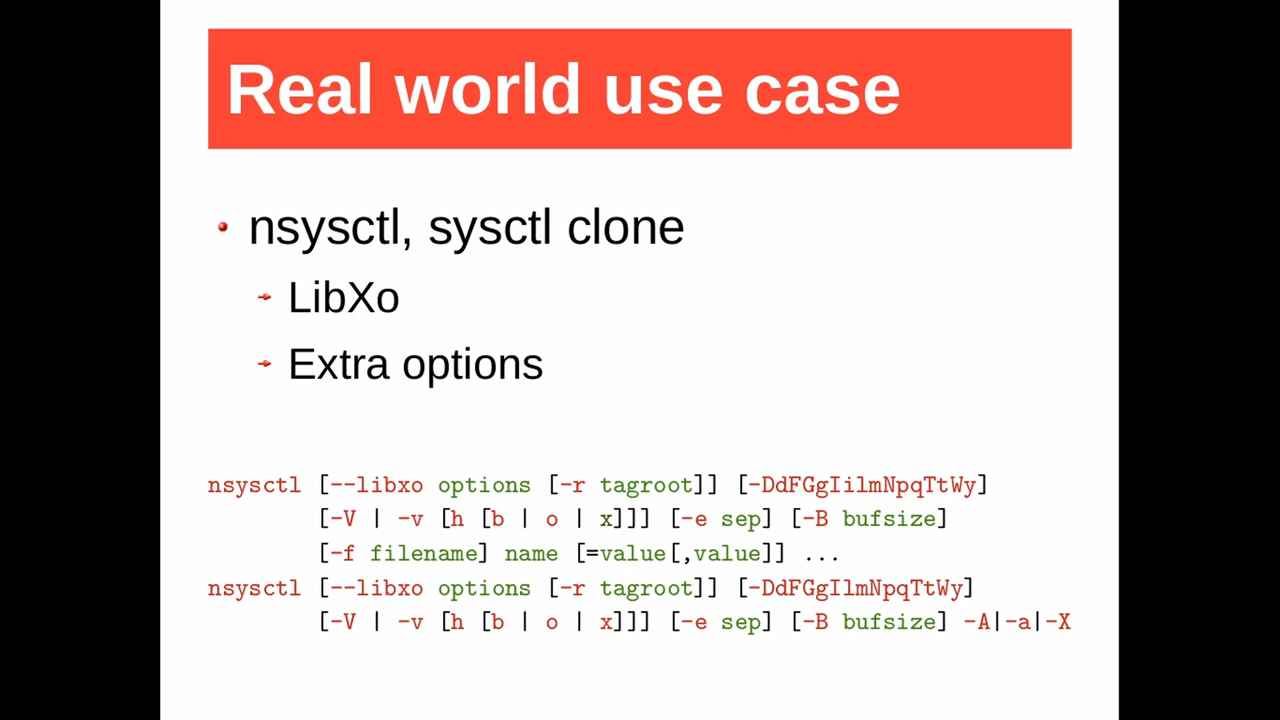 Real world use case
nsysctl, sysctl clone
LibXo
Extra options
nsysctl [--libxo options [-r tagroot]] [-DdFGgIilmNpqTtWy]
[-V | -v [h [b | o | x]]] [-e sep] [-B bufsize]
[-f filename] name [=value[,value]] ...
nsysctl [--libxo options [-r tagroot]] [-DdFGgIlmNpqTtWy]
[-V | -v [h [b | o | x]]] [-e sep] [-B bufsize] -A|-a|-X